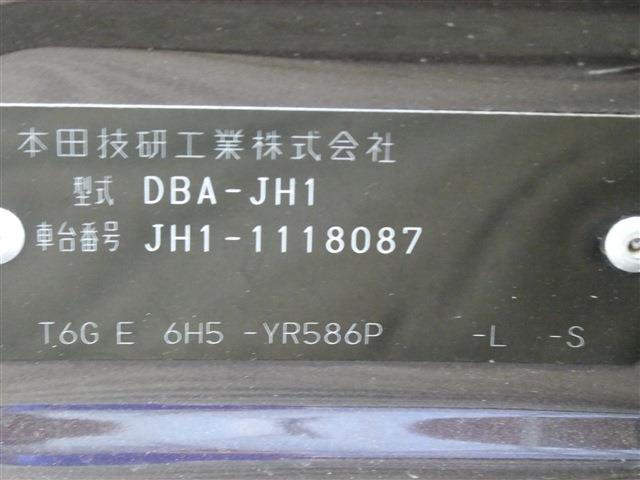 本田技研工業株式会社
型式 DBA-JH1
車台番号 JH1-1118087
T6G E 6H5 -YR586P -L -S